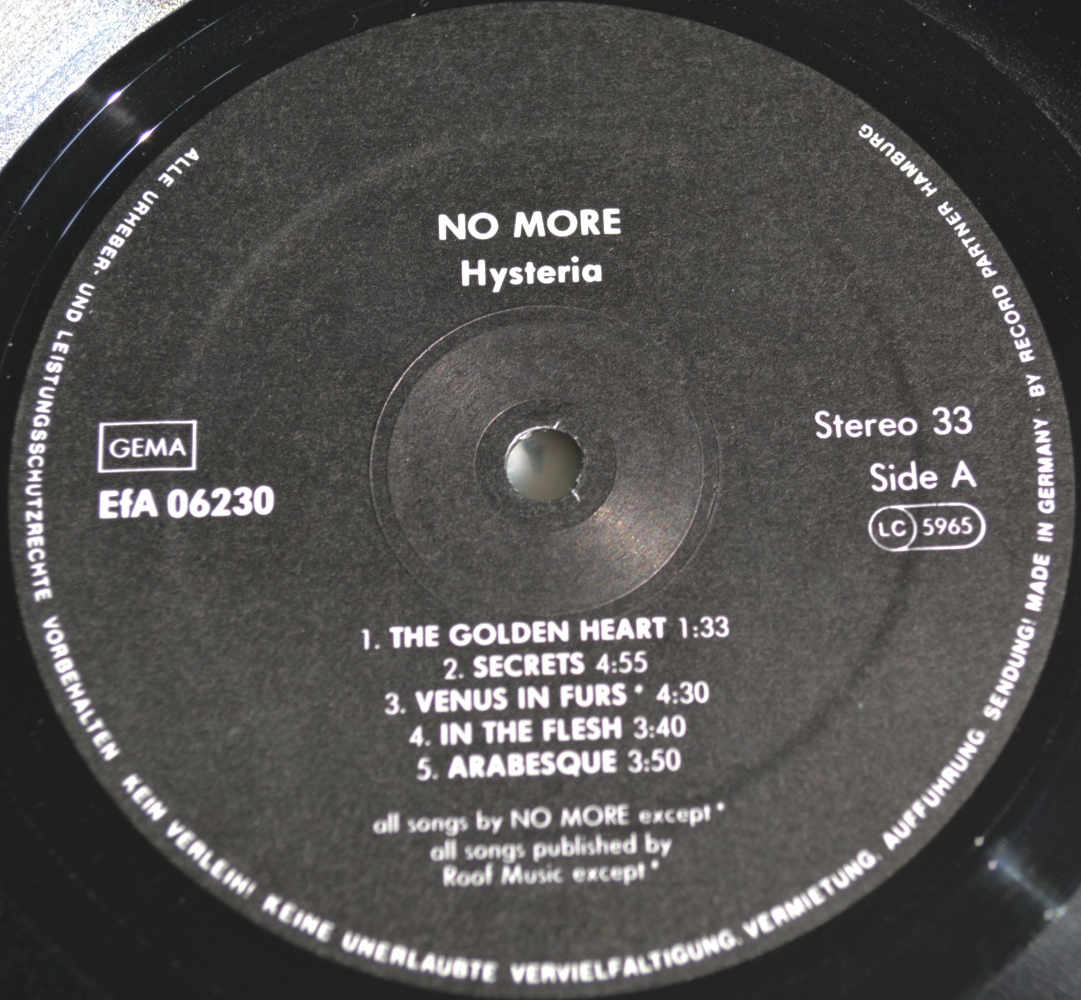 NO MORE
Hysteria
GEMA
EfA 06230
Stereo 33
Side A
LC 5965
1. THE GOLDEN HEART 1:33
2. SECRETS 4:55
3. VENUS IN FURS * 4:30
4. IN THE FLESH 3:40
5. ARABESQUE 3:50
all songs by NO MORE except *
all songs published by
Roof Music except *
ALLE URHEBER- UND LEISTUNGSSCHUTZRECHTE VORBEHALTEN KEIN VERLEIH! KEINE UNERLAUBTE VERVIELFALTIGUNG, VERMIETUNG, AUFFUHRUNG SENDUNG! MADE IN GERMANY · BY RECORD PARTNER HAMBURG